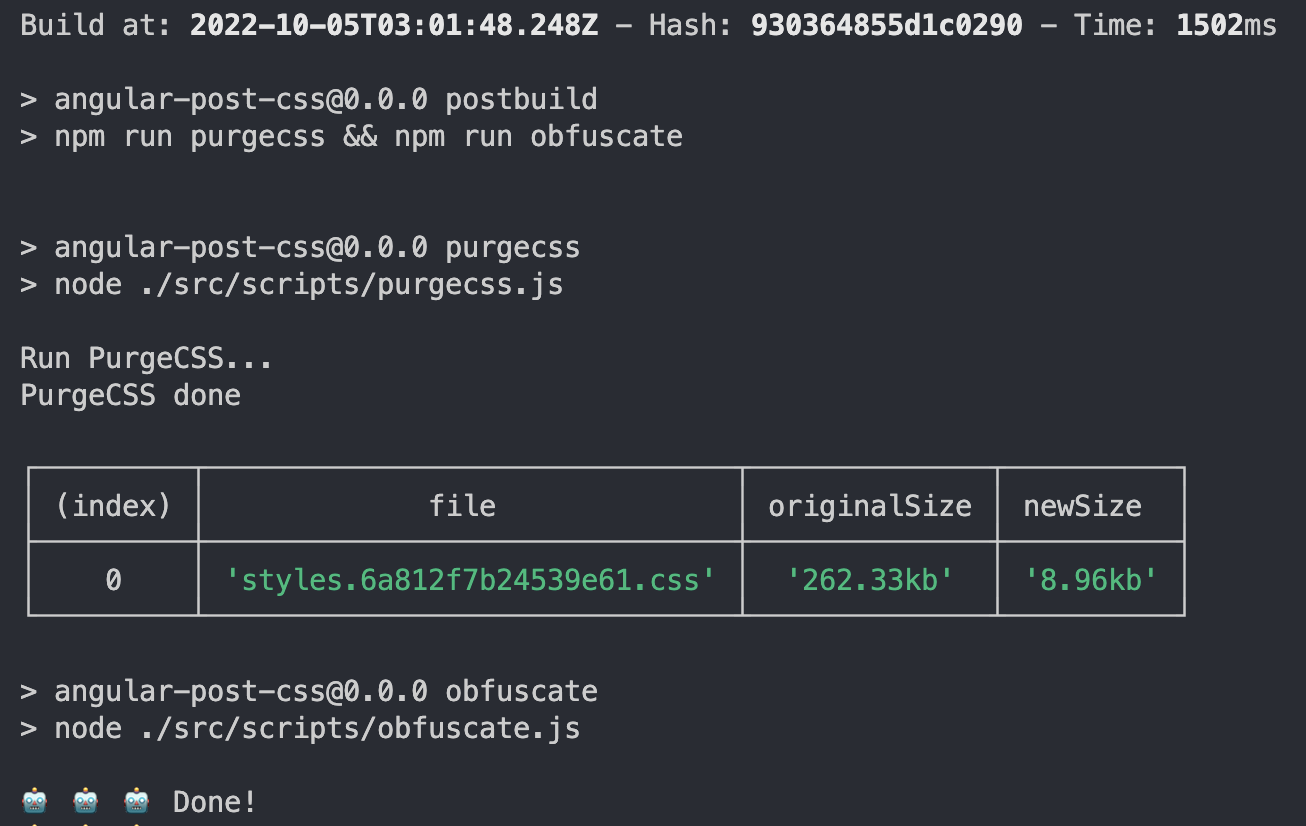 Build at: 2022-10-05T03:01:48.248Z - Hash: 930364855d1c0290 - Time: 1502ms
> angular-post-css@0.0.0 postbuild
> npm run purgecss && npm run obfuscate
> angular-post-css@0.0.0 purgecss
> node ./src/scripts/purgecss.js
Run PurgeCSS...
PurgeCSS done
(index) file originalSize newSize
0 'styles.6a812f7b24539e61.css' '262.33kb' '8.96kb'
> angular-post-css@0.0.0 obfuscate
> node ./src/scripts/obfuscate.js
🤖 🤖 🤖 Done!